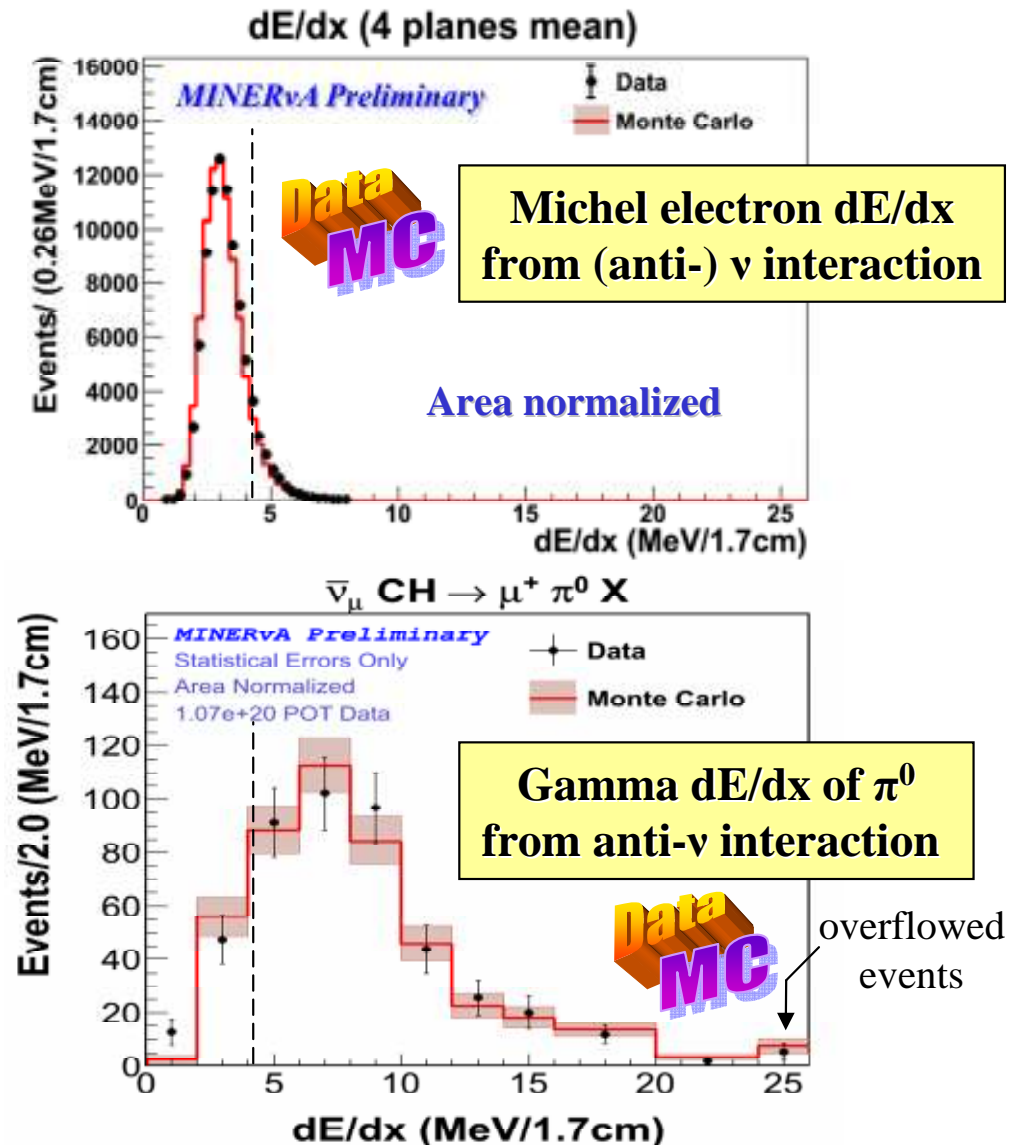 dE/dx (4 planes mean)
Events/ (0.26MeV/1.7cm)
16000
14000
12000
10000
8000
6000
4000
2000
0
MINERvA Preliminary
Data
Monte Carlo
Data
MC
Michel electron dE/dx
from (anti-) ν interaction
Area normalized
0 5 10 15 20 25
dE/dx (MeV/1.7cm)
ν̅μ CH → μ⁺ π⁰ X
Events/2.0 (MeV/1.7cm)
160
140
120
100
80
60
40
20
0
MINERvA Preliminary
Statistical Errors Only
Area Normalized
1.07e+20 POT Data
Data
Monte Carlo
Gamma dE/dx of π⁰
from anti-ν interaction
Data
MC
overflowed
events
0 5 10 15 20 25
dE/dx (MeV/1.7cm)